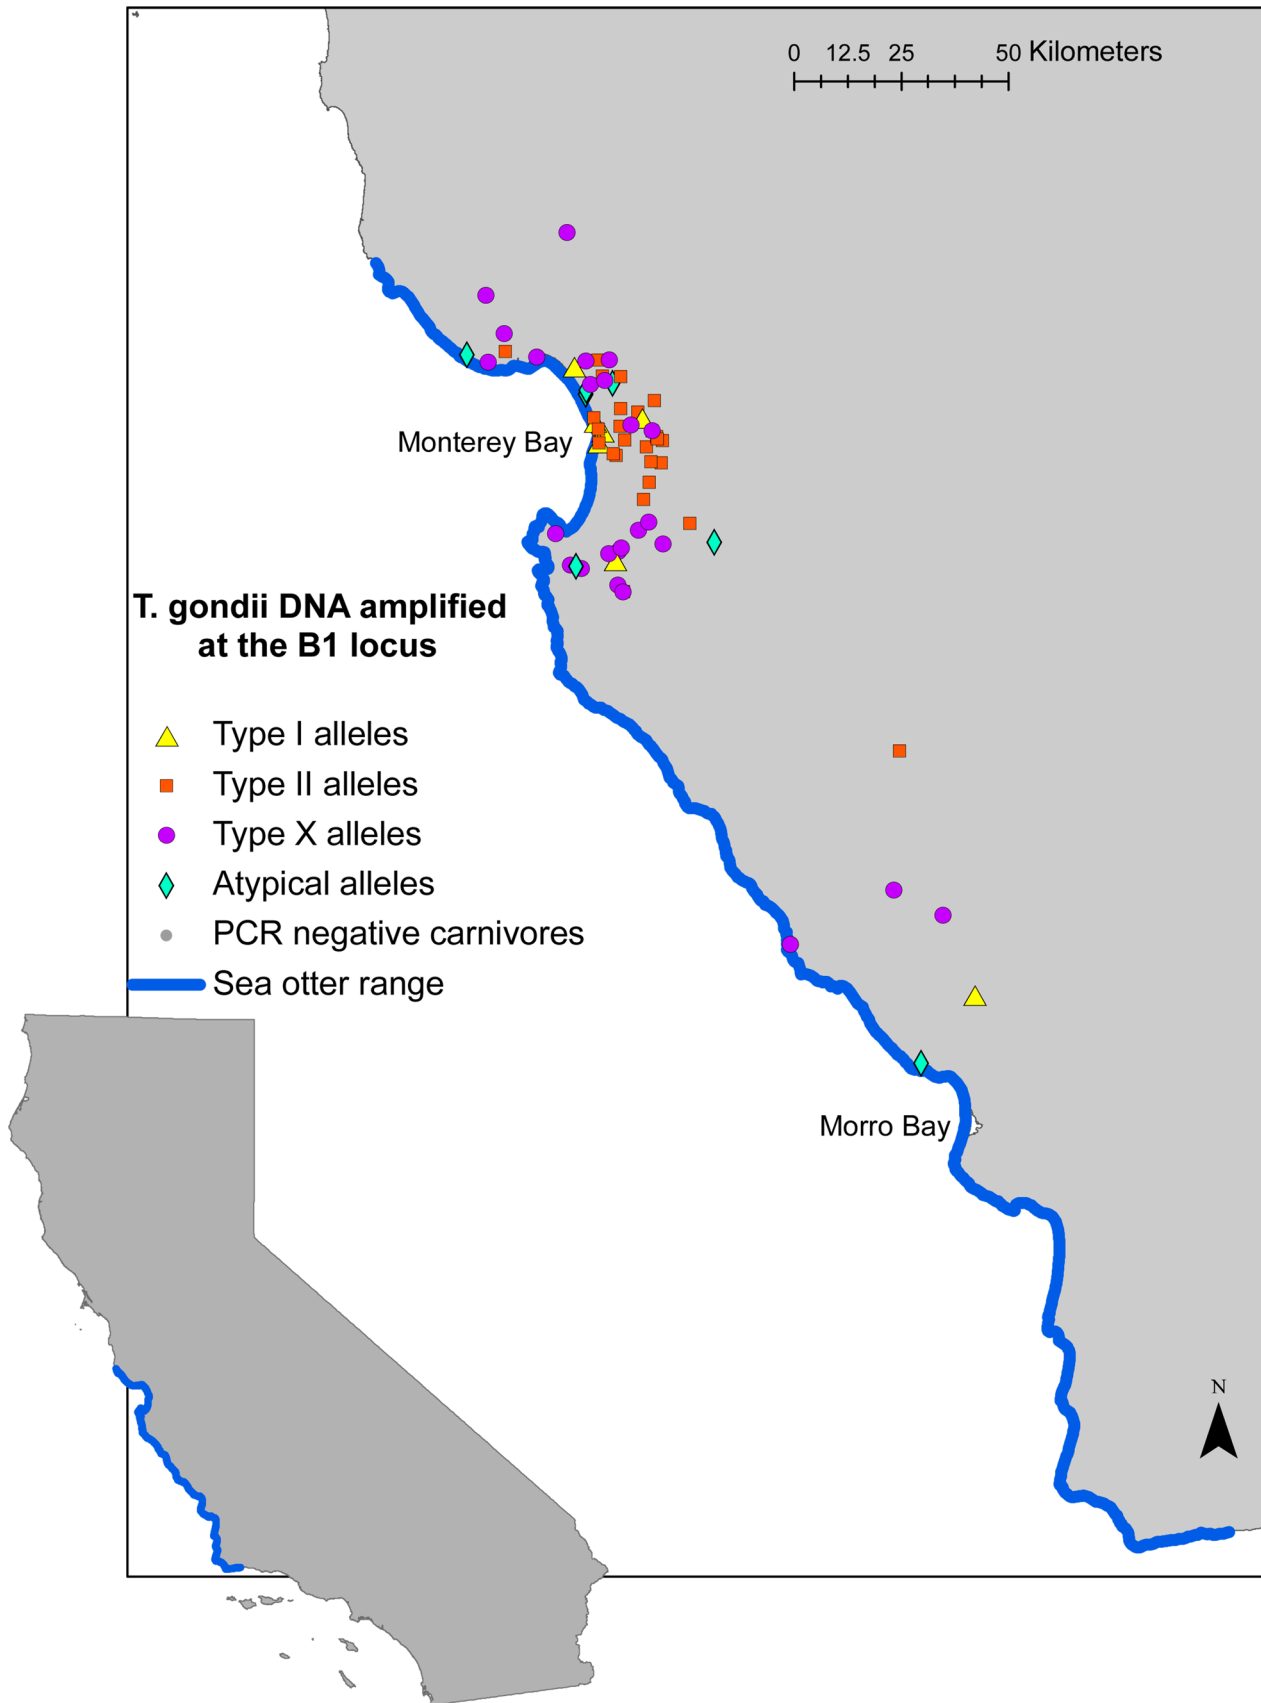 0 12.5 25 50 Kilometers
Monterey Bay
T. gondii DNA amplified
at the B1 locus
Type I alleles
Type II alleles
Type X alleles
Atypical alleles
PCR negative carnivores
Sea otter range
Morro Bay
N